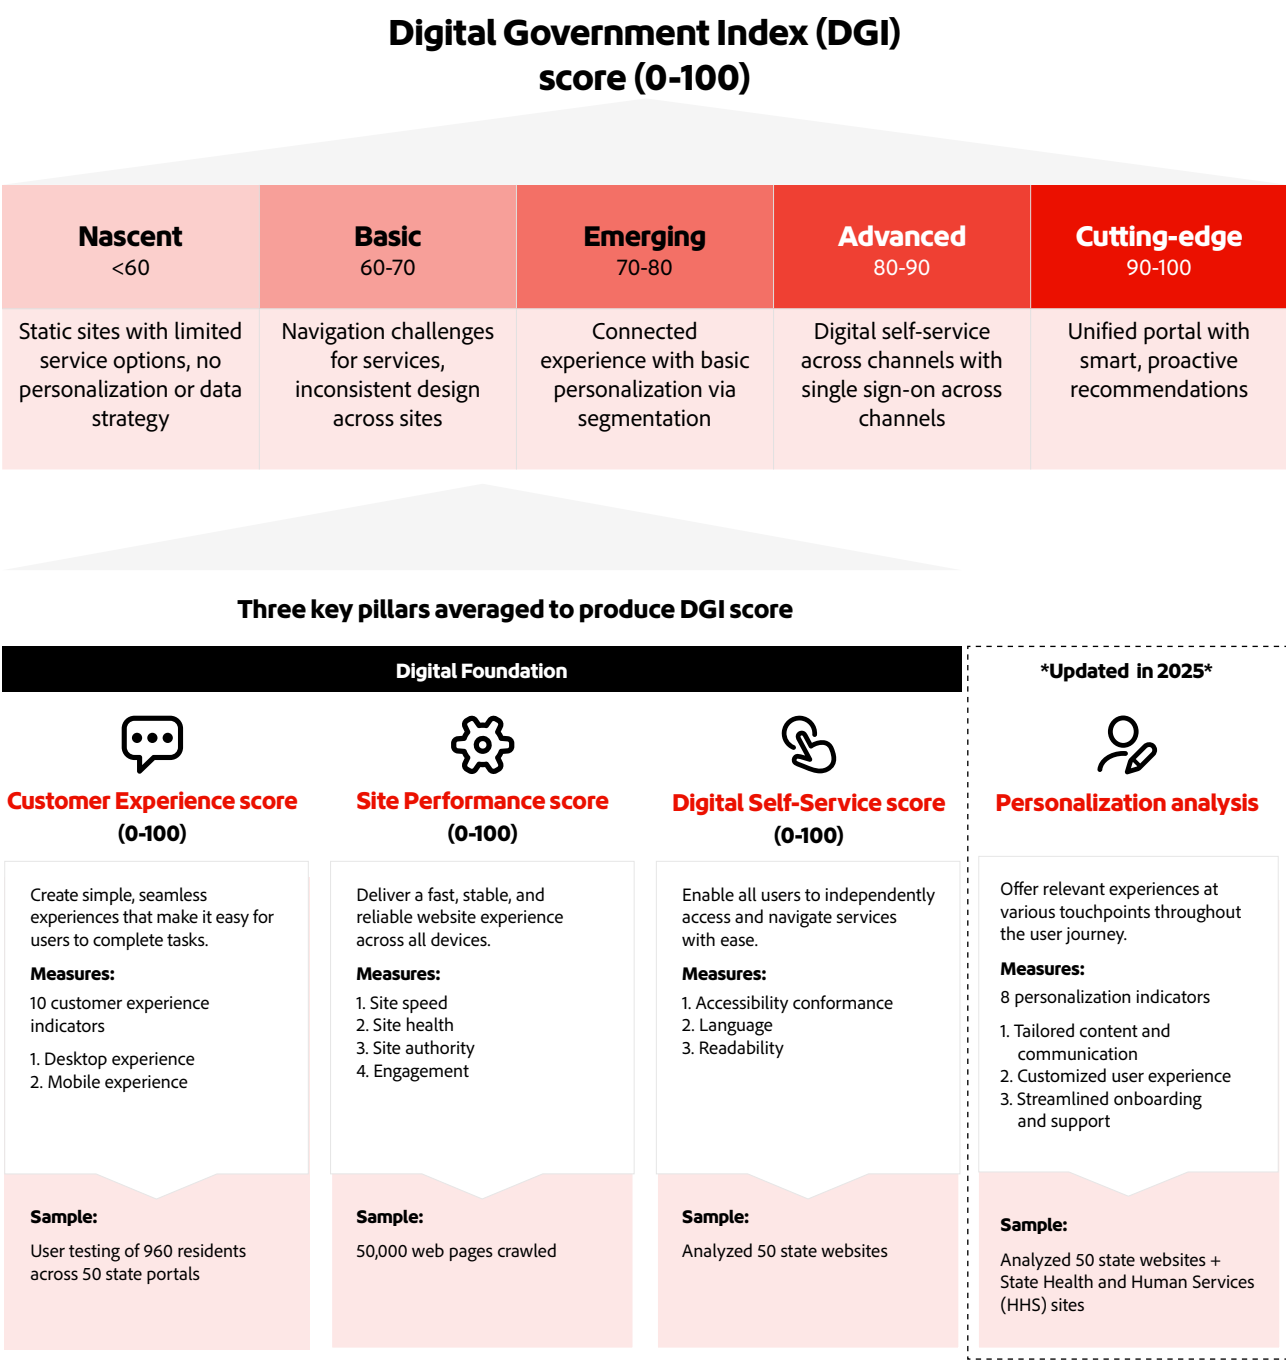 Digital Government Index (DGI)
score (0-100)
Nascent
<60
Static sites with limited
service options, no
personalization or data
strategy
Basic
60-70
Navigation challenges
for services,
inconsistent design
across sites
Emerging
70-80
Connected
experience with basic
personalization via
segmentation
Advanced
80-90
Digital self-service
across channels with
single sign-on across
channels
Cutting-edge
90-100
Unified portal with
smart, proactive
recommendations
Three key pillars averaged to produce DGI score
Digital Foundation
Customer Experience score
(0-100)
Create simple, seamless
experiences that make it easy for
users to complete tasks.
Measures:
10 customer experience
indicators
1. Desktop experience
2. Mobile experience
Sample:
User testing of 960 residents
across 50 state portals
Site Performance score
(0-100)
Deliver a fast, stable, and
reliable website experience
across all devices.
Measures:
1. Site speed
2. Site health
3. Site authority
4. Engagement
Sample:
50,000 web pages crawled
Digital Self-Service score
(0-100)
Enable all users to independently
access and navigate services
with ease.
Measures:
1. Accessibility conformance
2. Language
3. Readability
Sample:
Analyzed 50 state websites
*Updated in 2025*
Personalization analysis
Offer relevant experiences at
various touchpoints throughout
the user journey.
Measures:
8 personalization indicators
1. Tailored content and
communication
2. Customized user experience
3. Streamlined onboarding
and support
Sample:
Analyzed 50 state websites +
State Health and Human Services
(HHS) sites